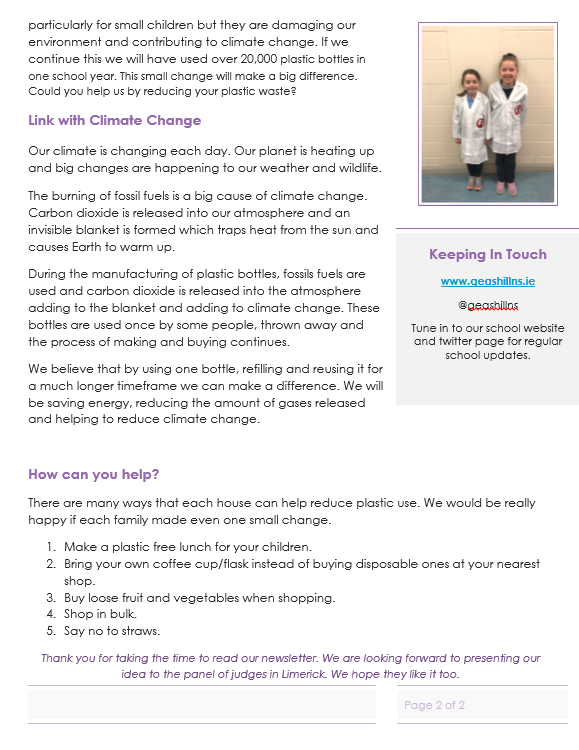 particularly for small children but they are damaging our
environment and contributing to climate change. If we
continue this we will have used over 20,000 plastic bottles in
one school year. This small change will make a big difference.
Could you help us by reducing your plastic waste?
Link with Climate Change
Our climate is changing each day. Our planet is heating up
and big changes are happening to our weather and wildlife.
The burning of fossil fuels is a big cause of climate change.
Carbon dioxide is released into our atmosphere and an
invisible blanket is formed which traps heat from the sun and
causes Earth to warm up.
During the manufacturing of plastic bottles, fossils fuels are
used and carbon dioxide is released into the atmosphere
adding to the blanket and adding to climate change. These
bottles are used once by some people, thrown away and
the process of making and buying continues.
We believe that by using one bottle, refilling and reusing it for
a much longer timeframe we can make a difference. We will
be saving energy, reducing the amount of gases released
and helping to reduce climate change.
Keeping In Touch
www.geashillns.ie
@geashillns
Tune in to our school website
and twitter page for regular
school updates.
How can you help?
There are many ways that each house can help reduce plastic use. We would be really
happy if each family made even one small change.
1. Make a plastic free lunch for your children.
2. Bring your own coffee cup/flask instead of buying disposable ones at your nearest
shop.
3. Buy loose fruit and vegetables when shopping.
4. Shop in bulk.
5. Say no to straws.
Thank you for taking the time to read our newsletter. We are looking forward to presenting our
idea to the panel of judges in Limerick. We hope they like it too.
Page 2 of 2